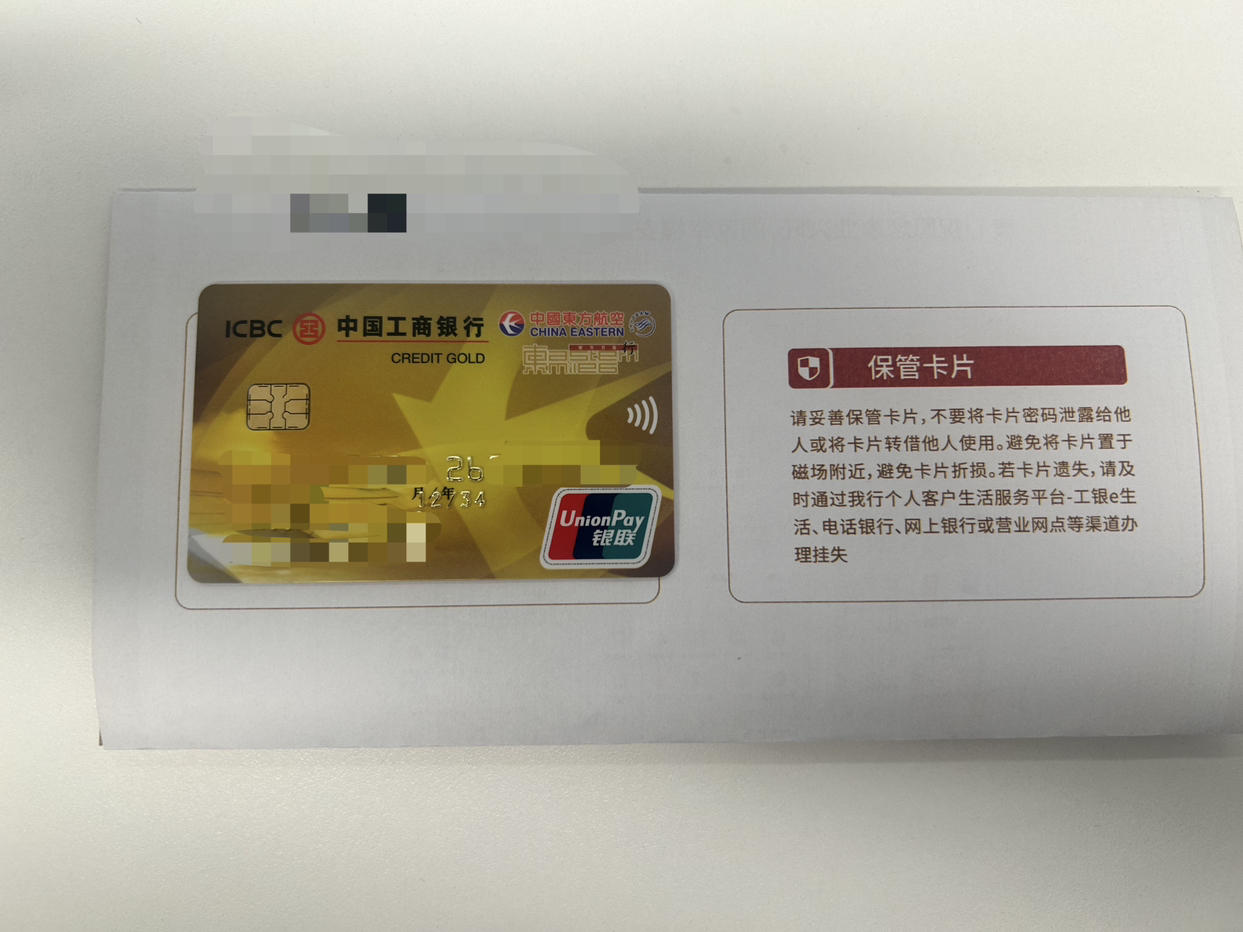 ICBC 中国工商银行
CREDIT GOLD
中國東方航空
CHINA EASTERN
26
月/年
12/34
UnionPay
银联
保管卡片
请妥善保管卡片,不要将卡片密码泄露给他
人或将卡片转借他人使用。避免将卡片置于
磁场附近,避免卡片折损。若卡片遗失,请及
时通过我行个人客户生活服务平台-工银e生
活、电话银行、网上银行或营业网点等渠道办
理挂失